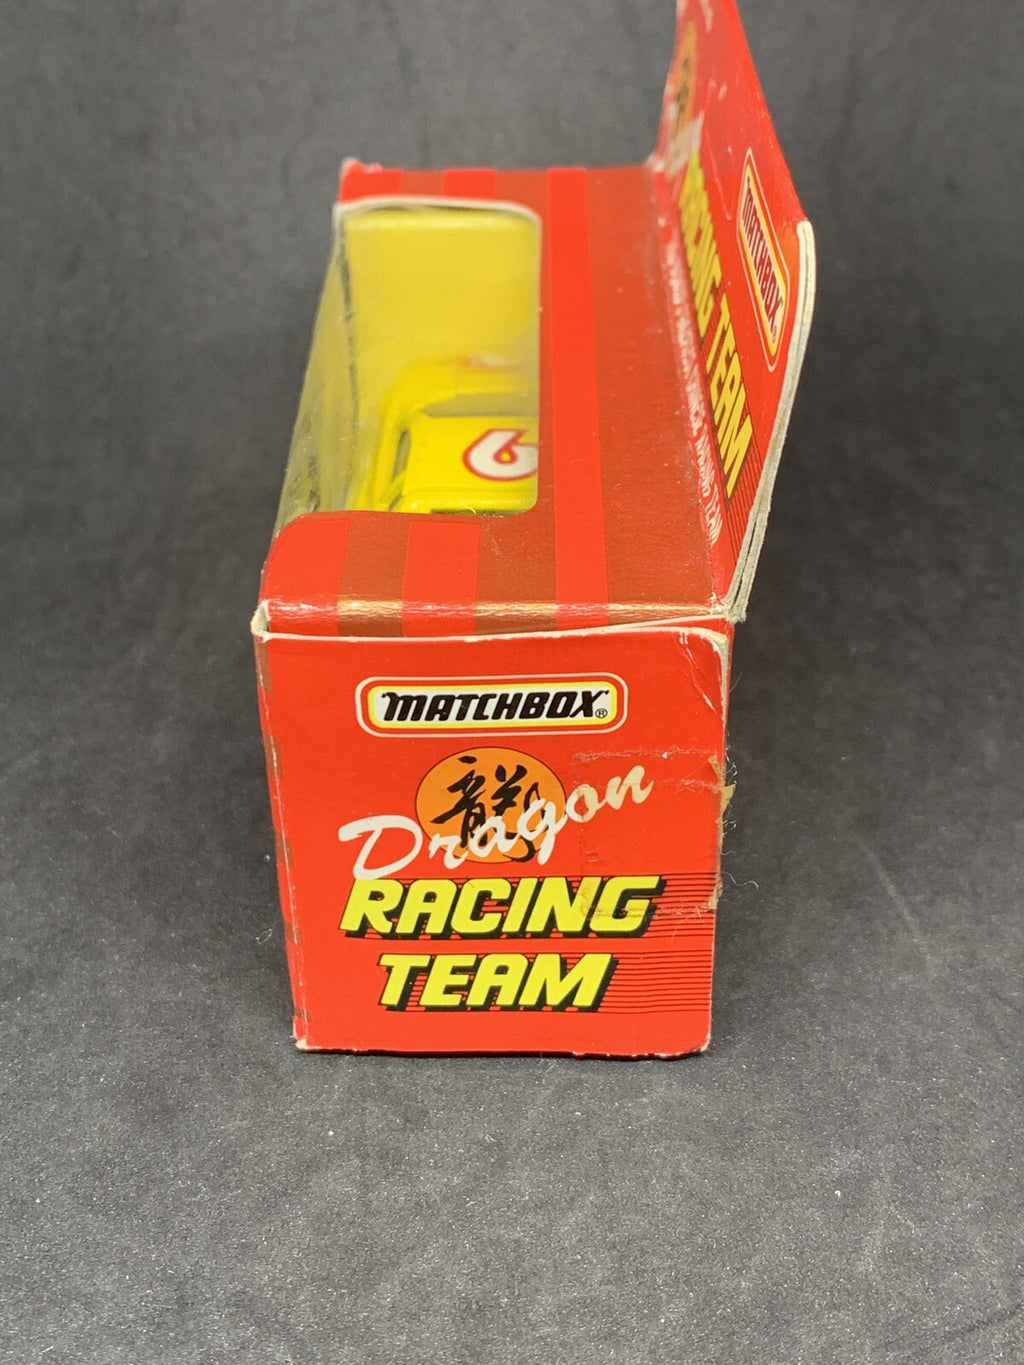 MATCHBOX
RACING TEAM
6
MATCHBOX®
龍
Dragon
RACING
TEAM